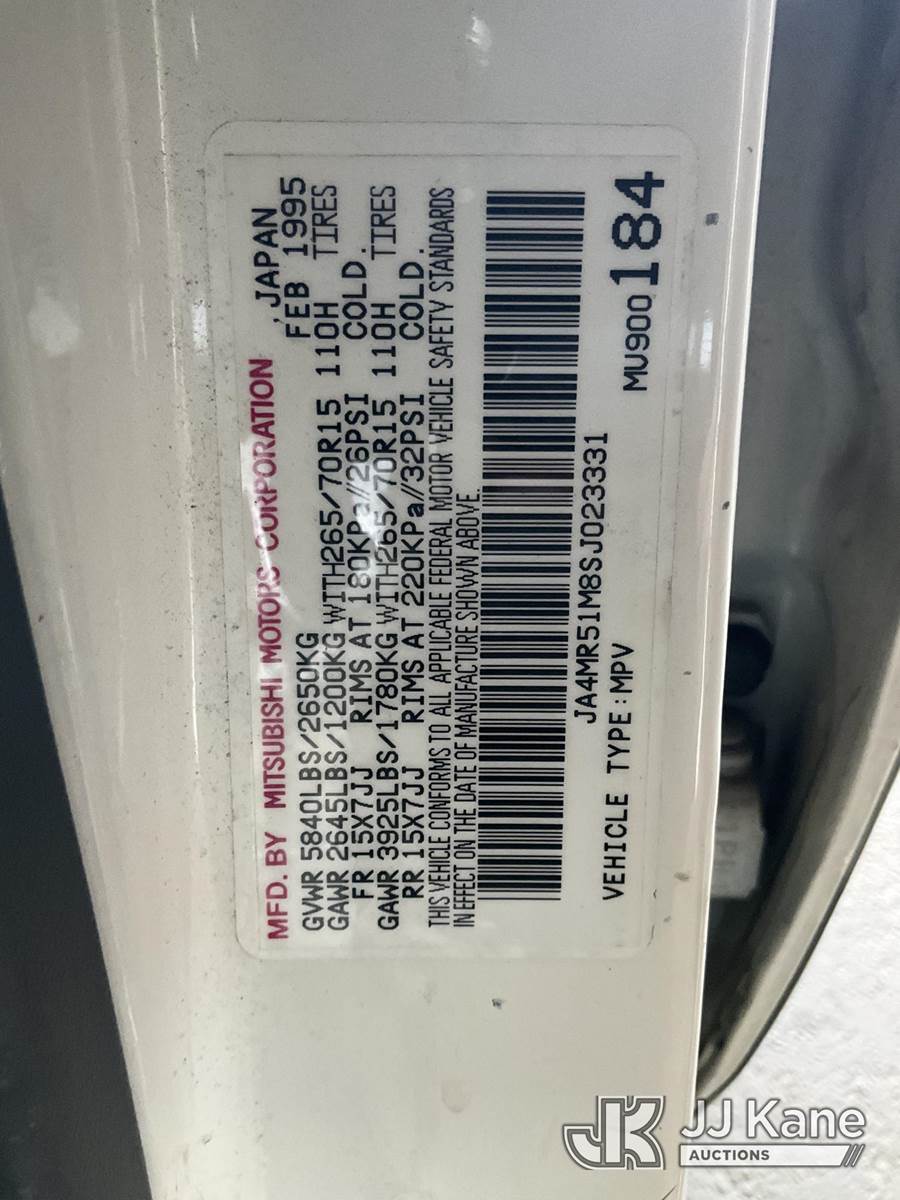 MFD. BY MITSUBISHI MOTORS CORPORATION , JAPAN
GVWR 5840LBS/2650KG FEB 1995
GAWR 2645LBS/1200KG WITH265/70R15 110H TIRES
FR 15X7JJ RIMS AT 180KPa//26PSI COLD.
GAWR 3925LBS/1780KG WITH265/70R15 110H TIRES
RR 15X7JJ RIMS AT 220KPa//32PSI COLD.
THIS VEHICLE CONFORMS TO ALL APPLICABLE FEDERAL MOTOR VEHICLE SAFETY STANDARDS
IN EFFECT ON THE DATE OF MANUFACTURE SHOWN ABOVE.
JA4MR51M8SJ023331
VEHICLE TYPE:MPV MU900184
JK JJ Kane
AUCTIONS